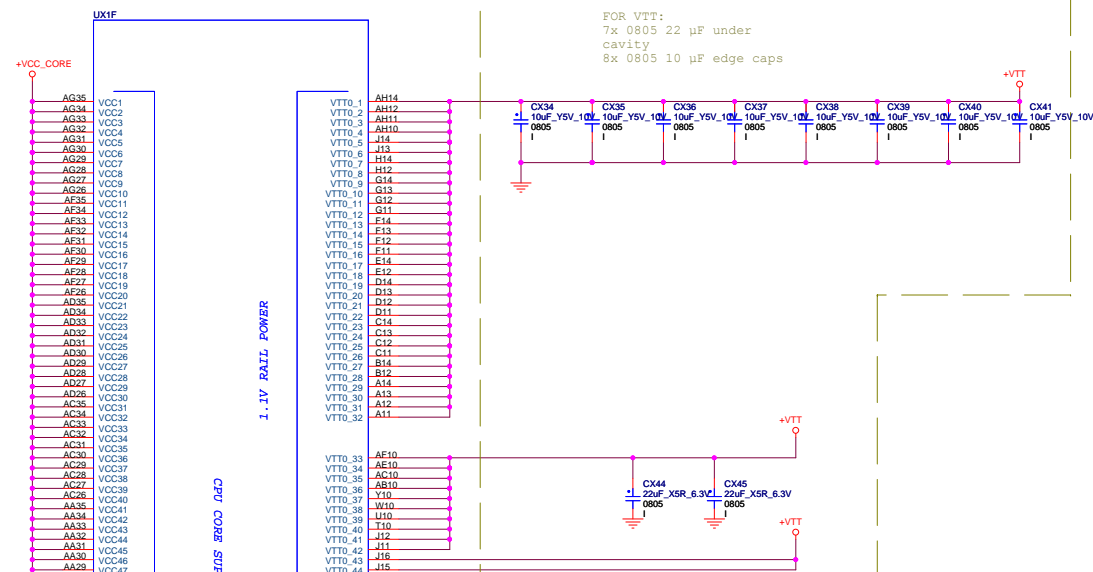 UX1F
FOR VTT:
7x 0805 22 µF under
cavity
8x 0805 10 µF edge caps
+VCC_CORE
+VTT
AG35 VCC1
AG34 VCC2
AG33 VCC3
AG32 VCC4
AG31 VCC5
AG30 VCC6
AG29 VCC7
AG28 VCC8
AG27 VCC9
AG26 VCC10
AF35 VCC11
AF34 VCC12
AF33 VCC13
AF32 VCC14
AF31 VCC15
AF30 VCC16
AF29 VCC17
AF28 VCC18
AF27 VCC19
AF26 VCC20
AD35 VCC21
AD34 VCC22
AD33 VCC23
AD32 VCC24
AD31 VCC25
AD30 VCC26
AD29 VCC27
AD28 VCC28
AD27 VCC29
AD26 VCC30
AC35 VCC31
AC34 VCC32
AC33 VCC33
AC32 VCC34
AC31 VCC35
AC30 VCC36
AC29 VCC37
AC28 VCC38
AC27 VCC39
AC26 VCC40
AA35 VCC41
AA34 VCC42
AA33 VCC43
AA32 VCC44
AA31 VCC45
AA30 VCC46
AA29 VCC47
1.1V RAIL POWER
CPU CORE SUP
VTT0_1 AH14
VTT0_2 AH12
VTT0_3 AH11
VTT0_4 AH10
VTT0_5 J14
VTT0_6 J13
VTT0_7 H14
VTT0_8 H12
VTT0_9 G14
VTT0_10 G13
VTT0_11 G12
VTT0_12 G11
VTT0_13 F14
VTT0_14 F13
VTT0_15 F12
VTT0_16 F11
VTT0_17 E14
VTT0_18 E12
VTT0_19 D14
VTT0_20 D13
VTT0_21 D12
VTT0_22 D11
VTT0_23 C14
VTT0_24 C13
VTT0_25 C12
VTT0_26 C11
VTT0_27 B14
VTT0_28 B12
VTT0_29 A14
VTT0_30 A13
VTT0_31 A12
VTT0_32 A11
VTT0_33 AF10
VTT0_34 AE10
VTT0_35 AC10
VTT0_36 AB10
VTT0_37 Y10
VTT0_38 W10
VTT0_39 U10
VTT0_40 T10
VTT0_41 J12
VTT0_42 J11
VTT0_43 J16
VTT0_44 J15
CX34
10uF_Y5V_10V
0805
I
CX35
10uF_Y5V_10V
0805
I
CX36
10uF_Y5V_10V
0805
I
CX37
10uF_Y5V_10V
0805
I
CX38
10uF_Y5V_10V
0805
I
CX39
10uF_Y5V_10V
0805
I
CX40
10uF_Y5V_10V
0805
I
CX41
10uF_Y5V_10V
0805
I
+VTT
CX44
22uF_X5R_6.3V
0805
I
CX45
22uF_X5R_6.3V
0805
I
+VTT